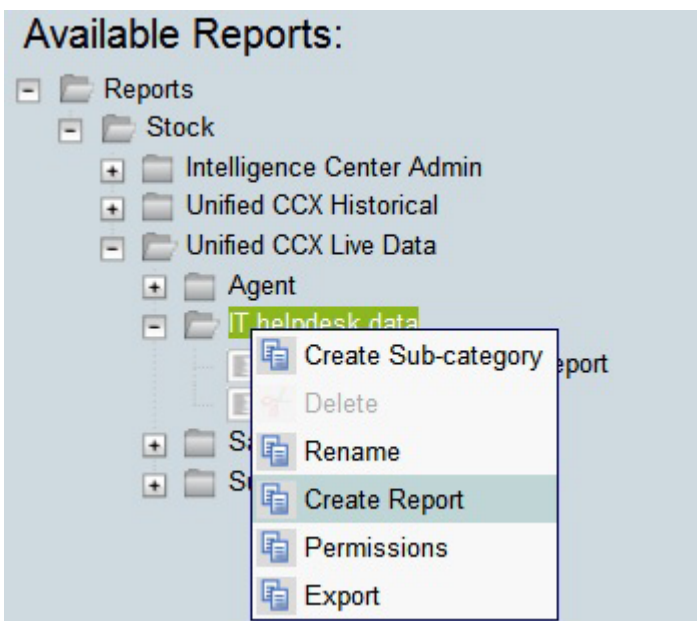 Available Reports:
Reports
Stock
Intelligence Center Admin
Unified CCX Historical
Unified CCX Live Data
Agent
IT helpdesk data
Create Sub-category
Delete
Rename
Create Report
Permissions
Export